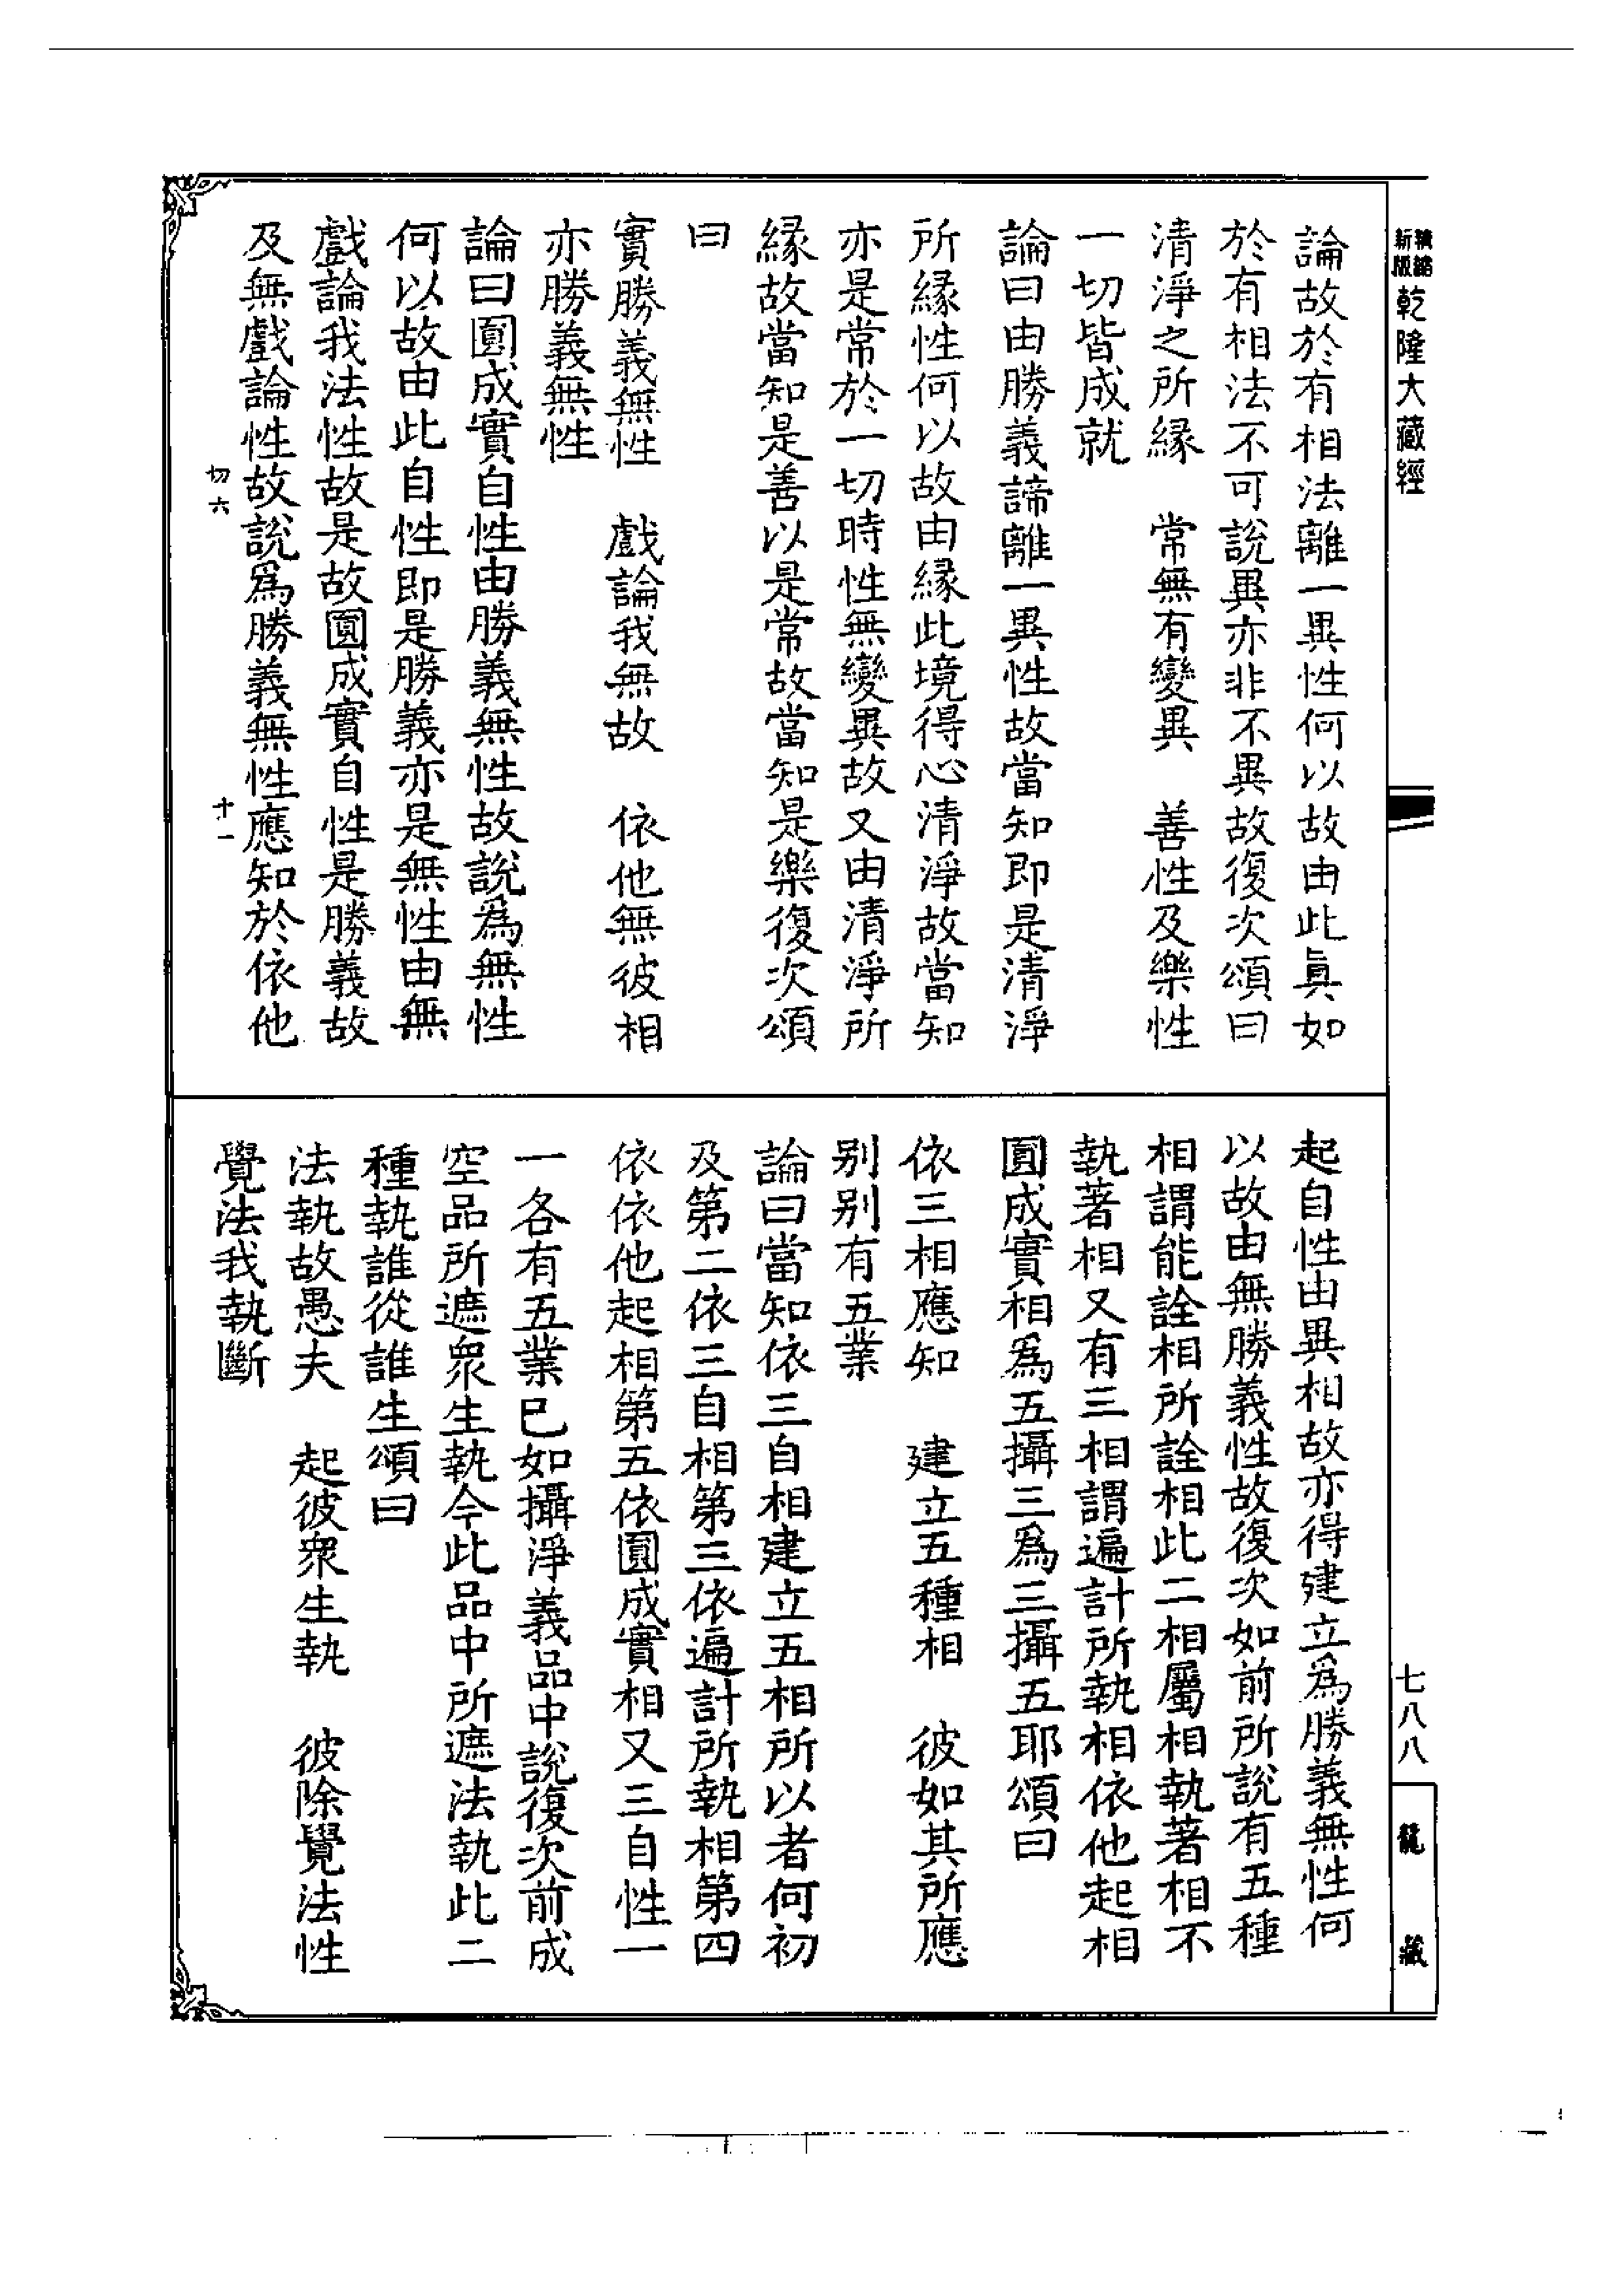 新版精縮
乾隆大藏經
論故於有相法離一異性何以故由此眞如
於有相法不可說異亦非不異故復次頌曰
清淨之所緣　常無有變異　善性及樂性
一切皆成就
論曰由勝義諦離一異性故當知即是清淨
所緣性何以故由緣此境得心清淨故當知
亦是常於一切時性無變異故又由清淨所
緣故當知是善以是常故當知是樂復次頌
曰
實勝義無性　戲論我無故　依他無彼相
亦勝義無性
論曰圓成實自性由勝義無性故說爲無性
何以故由此自性即是勝義亦是無性由無
戲論我法性故是故圓成實自性是勝義故
及無戲論性故說爲勝義無性應知於依他
切六　十一
起自性由異相故亦得建立爲勝義無性何
以故由無勝義性故復次如前所說有五種
相謂能詮相所詮相此二相屬相執著相不
執著相又有三相謂遍計所執相依他起相
圓成實相爲五攝三爲三攝五耶頌曰
依三相應知　建立五種相　彼如其所應
别别有五業
論曰當知依三自相建立五相所以者何初
及第二依三自相第三依遍計所執相第四
依依他起相第五依圓成實相又三自性一
一各有五業已如攝淨義品中說復次前成
空品所遮衆生執今此品中所遮法執此二
種執誰從誰生頌曰
法執故愚夫　起彼衆生執　彼除覺法性
覺法我執斷
七八八
龍藏